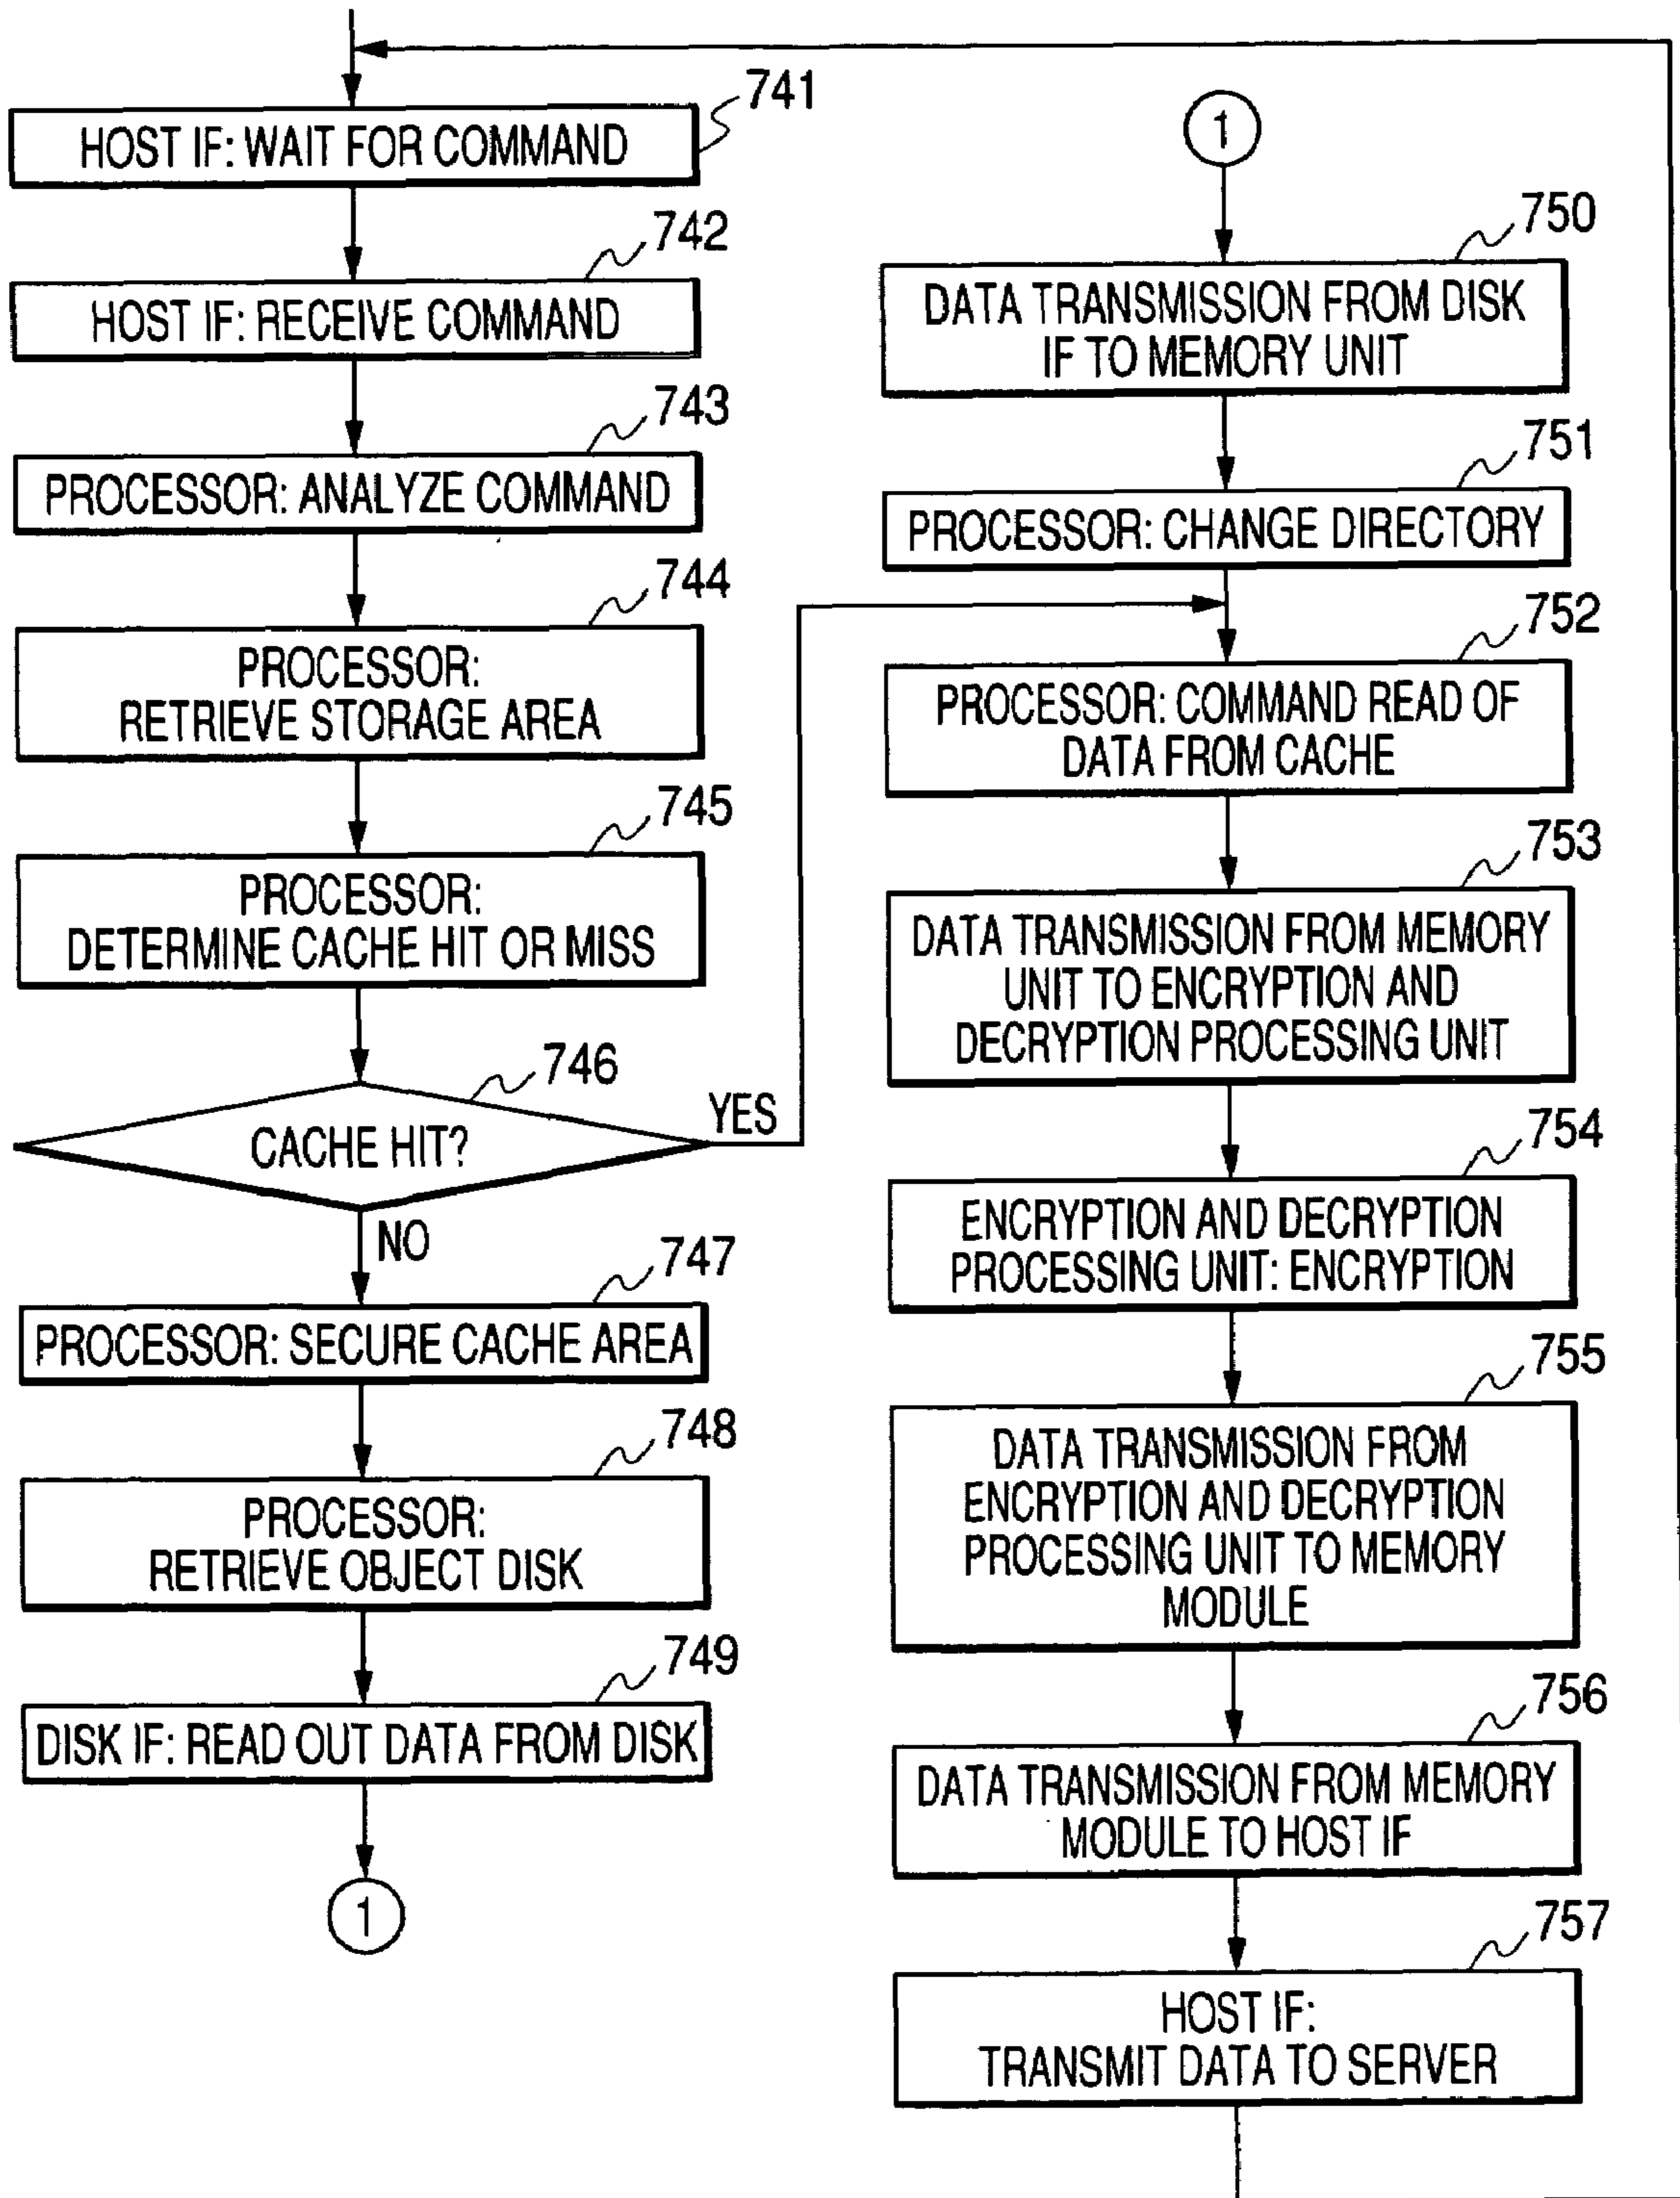 741
HOST IF: WAIT FOR COMMAND
742
HOST IF: RECEIVE COMMAND
743
PROCESSOR: ANALYZE COMMAND
744
PROCESSOR:
RETRIEVE STORAGE AREA
745
PROCESSOR:
DETERMINE CACHE HIT OR MISS
746
CACHE HIT?
YES
NO
747
PROCESSOR: SECURE CACHE AREA
748
PROCESSOR:
RETRIEVE OBJECT DISK
749
DISK IF: READ OUT DATA FROM DISK
1
1
750
DATA TRANSMISSION FROM DISK
IF TO MEMORY UNIT
751
PROCESSOR: CHANGE DIRECTORY
752
PROCESSOR: COMMAND READ OF
DATA FROM CACHE
753
DATA TRANSMISSION FROM MEMORY
UNIT TO ENCRYPTION AND
DECRYPTION PROCESSING UNIT
754
ENCRYPTION AND DECRYPTION
PROCESSING UNIT: ENCRYPTION
755
DATA TRANSMISSION FROM
ENCRYPTION AND DECRYPTION
PROCESSING UNIT TO MEMORY
MODULE
756
DATA TRANSMISSION FROM MEMORY
MODULE TO HOST IF
757
HOST IF:
TRANSMIT DATA TO SERVER